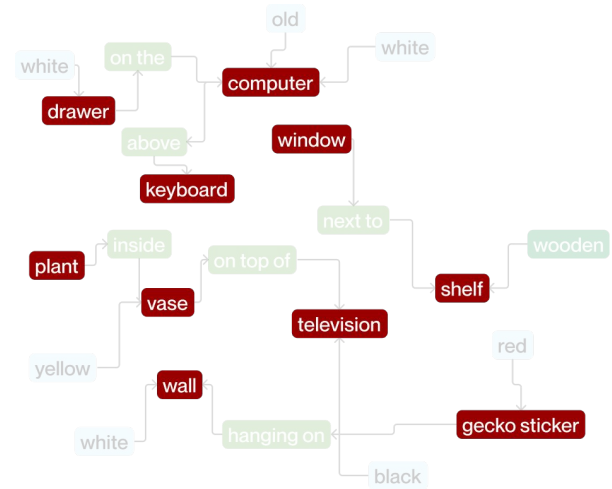 old
on the
white
white
computer
drawer
above
window
keyboard
next to
inside
wooden
plant
on top of
shelf
vase
television
red
yellow
wall
gecko sticker
white
hanging on
black